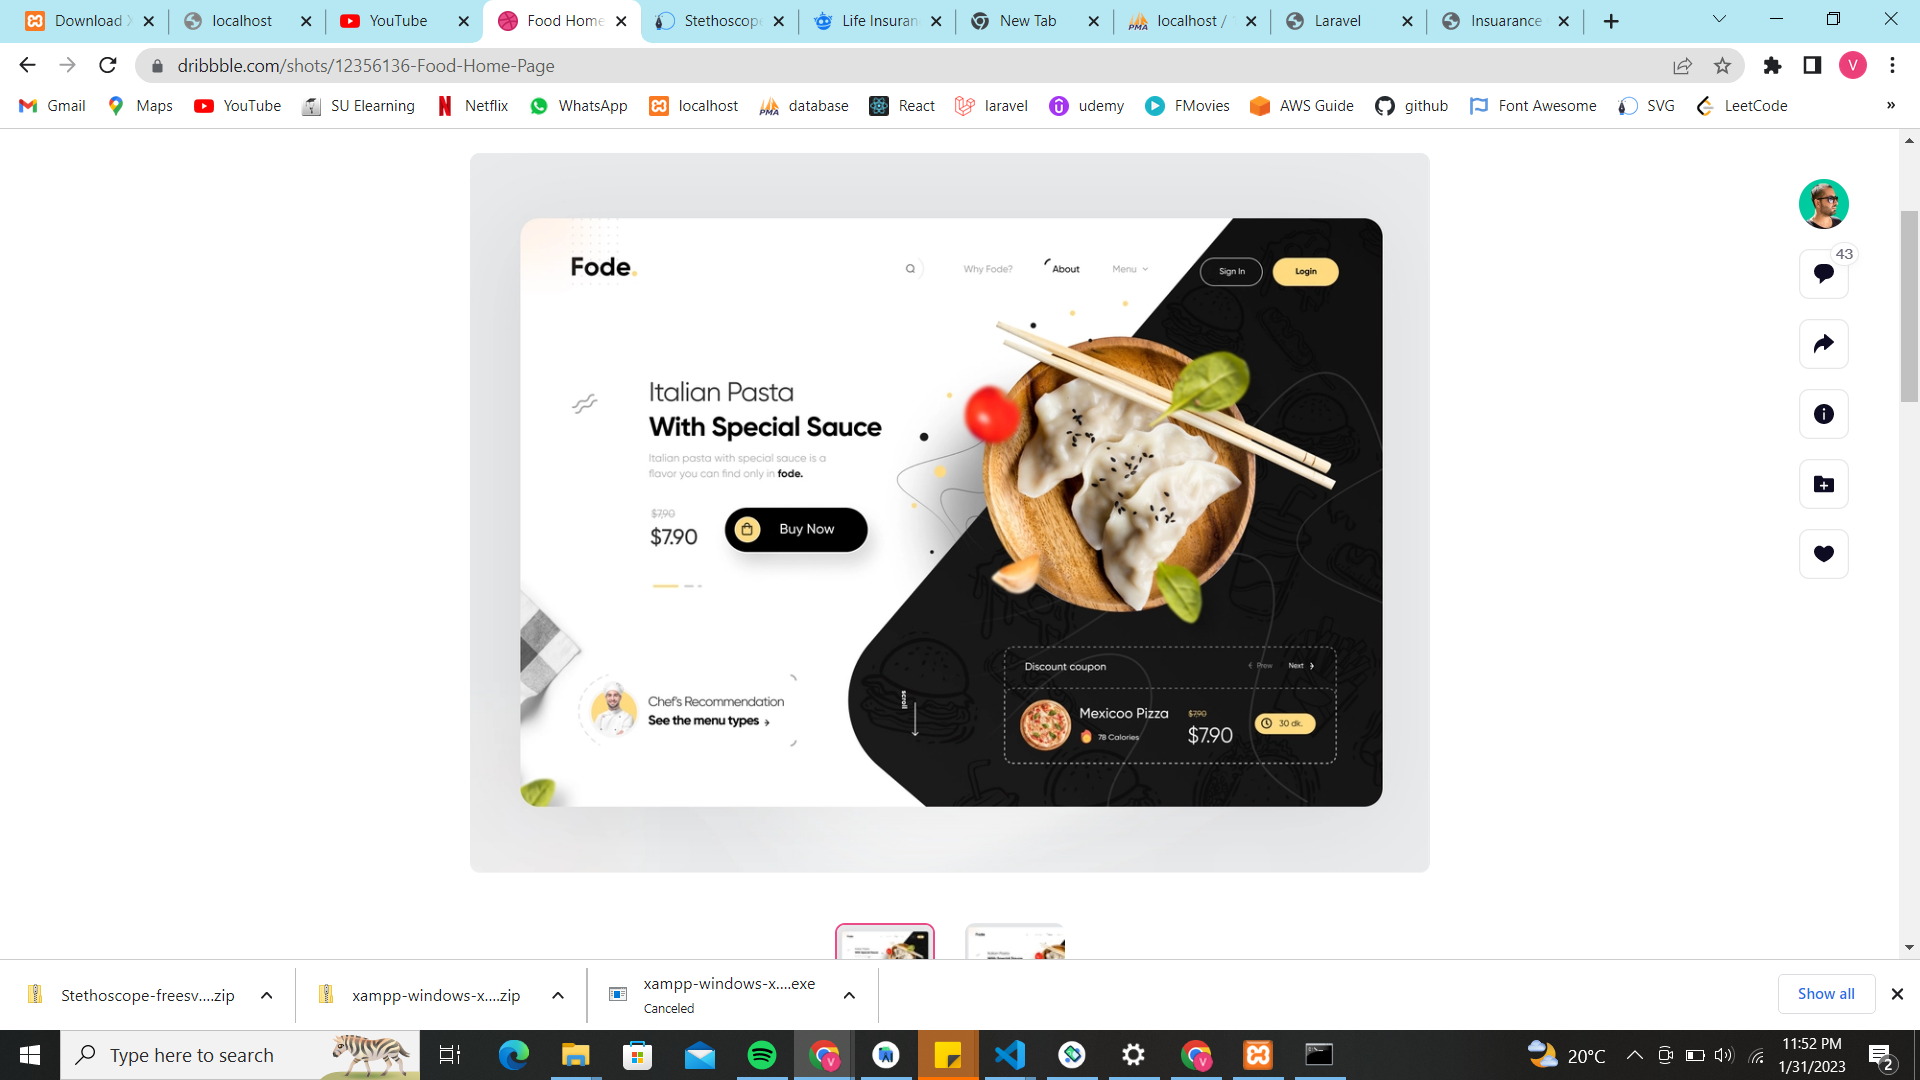 Download X
localhost
YouTube
Food Home
Stethoscope
Life Insuran
New Tab
localhost /
Laravel
Insuarance
dribbble.com/shots/12356136-Food-Home-Page
V
Gmail
Maps
YouTube
SU Elearning
Netflix
WhatsApp
localhost
database
React
laravel
udemy
FMovies
AWS Guide
github
Font Awesome
SVG
LeetCode
»
43
Fode.
Why Fode?
About
Menu
Sign In
Login
Italian Pasta
With Special Sauce
Italian pasta with special sauce is a
flavor you can find only in fode.
$7,90
$7.90
Buy Now
Chef's Recommendation
See the menu types
scroll
Discount coupon
Prew
Next
Mexicoo Pizza
78 Calories
$7,90
$7.90
30 dk.
Stethoscope-freesv....zip
xampp-windows-x....zip
xampp-windows-x....exe
Canceled
Show all
Type here to search
20°C
11:52 PM
1/31/2023
2